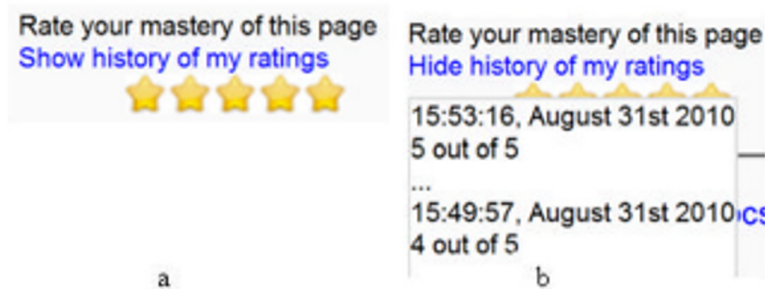 Rate your mastery of this page
Show history of my ratings
a
Rate your mastery of this page
Hide history of my ratings
15:53:16, August 31st 2010
5 out of 5
...
15:49:57, August 31st 2010
4 out of 5
b